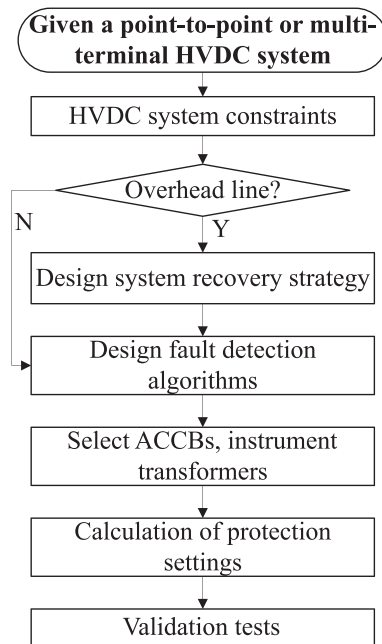 Given a point-to-point or multi-
terminal HVDC system
HVDC system constraints
Overhead line?
N
Y
Design system recovery strategy
Design fault detection
algorithms
Select ACCBs, instrument
transformers
Calculation of protection
settings
Validation tests